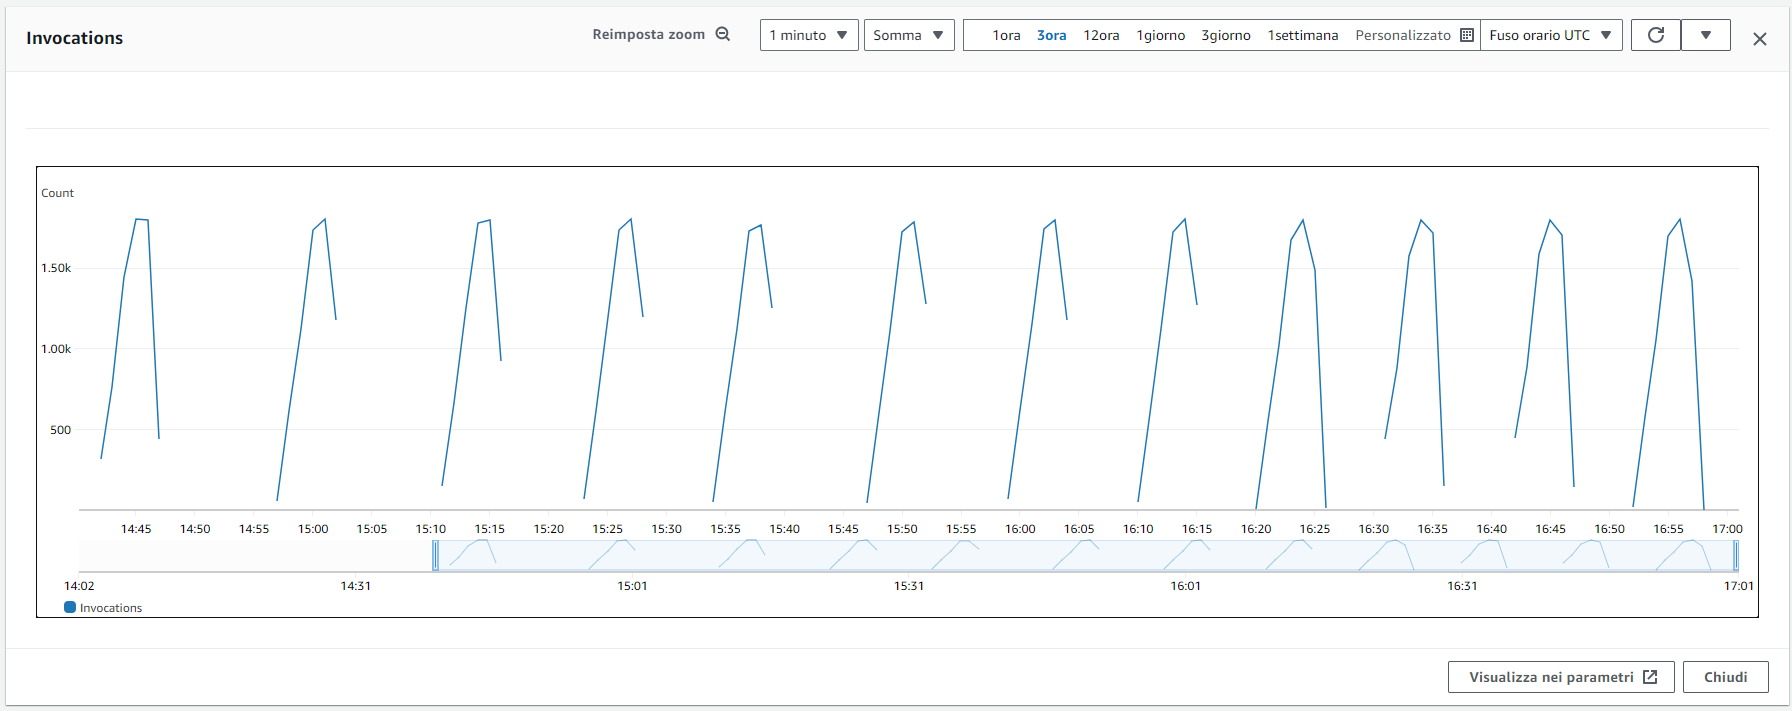 Invocations
Reimposta zoom
1 minuto
Somma
1ora 3ora 12ora 1giorno 3giorno 1settimana Personalizzato
Fuso orario UTC
Count
1.50k
1.00k
500
14:45 14:50 14:55 15:00 15:05 15:10 15:15 15:20 15:25 15:30 15:35 15:40 15:45 15:50 15:55 16:00 16:05 16:10 16:15 16:20 16:25 16:30 16:35 16:40 16:45 16:50 16:55 17:00
14:02 14:31 15:01 15:31 16:01 16:31 17:01
Invocations
Visualizza nei parametri
Chiudi